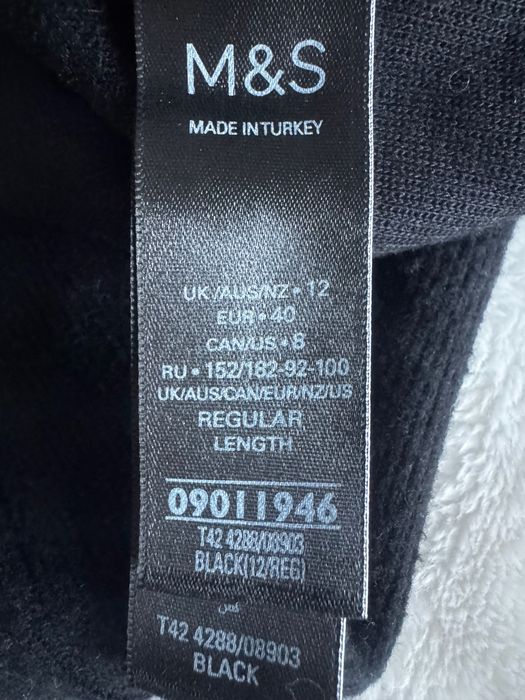 M&S
MADE IN TURKEY
UK/AUS/NZ • 12
EUR • 40
CAN/US • 8
RU • 152/182-92-100
UK/AUS/CAN/EUR/NZ/US
REGULAR
LENGTH
09011946
T42 4288/08903
BLACK(12/REG)
كس
T42 4288/08903
BLACK